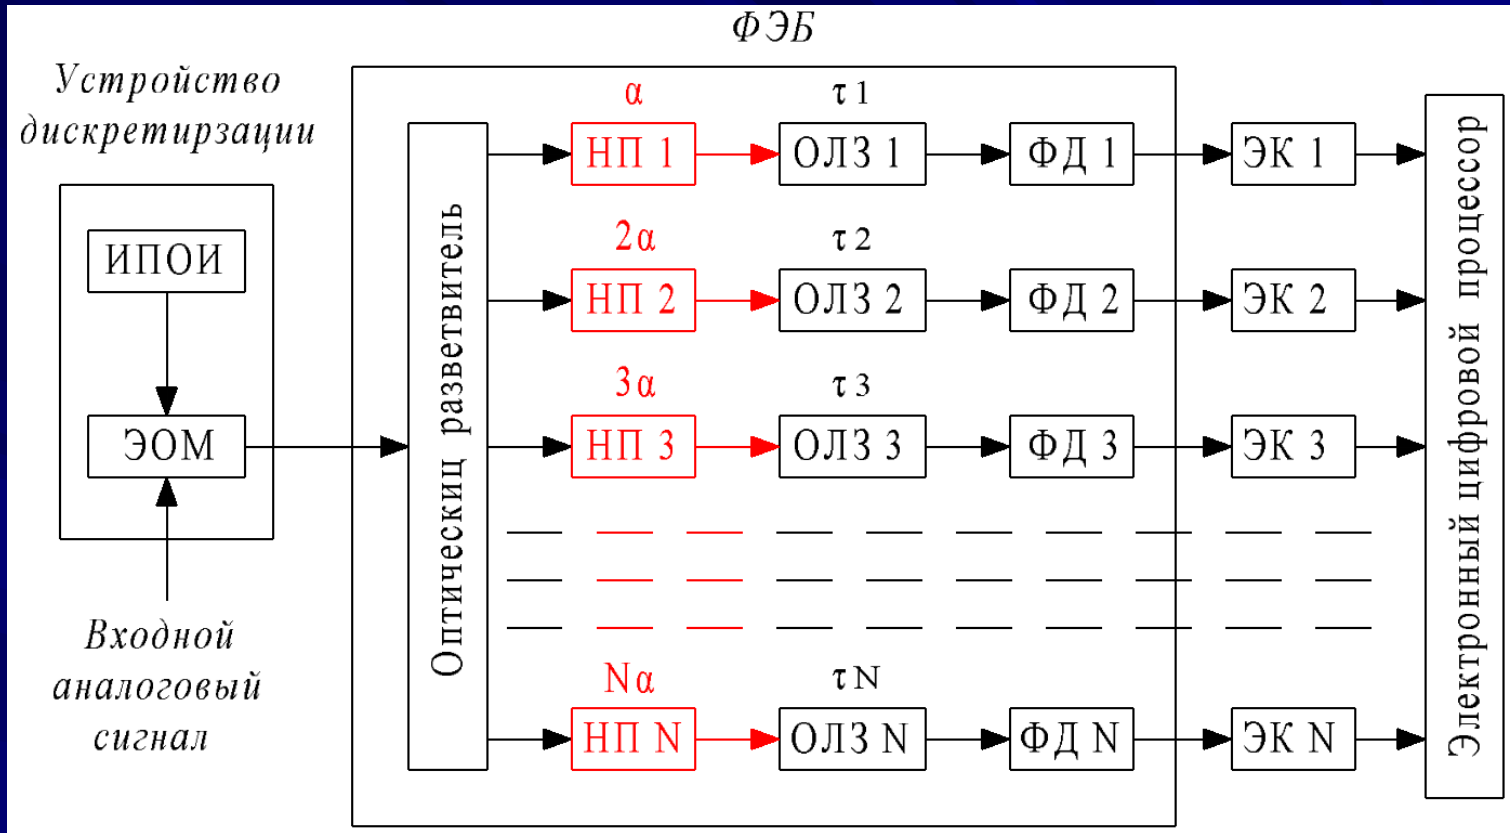 ФЭБ
Устройство
дискретирзации
ИПОИ
ЭОМ
Входной
аналоговый
сигнал
Оптическиц разветвитель
α
НП 1
τ 1
ОЛЗ 1
ФД 1
ЭК 1
2α
НП 2
τ 2
ОЛЗ 2
ФД 2
ЭК 2
3α
НП 3
τ 3
ОЛЗ 3
ФД 3
ЭК 3
Nα
НП N
τ N
ОЛЗ N
ФД N
ЭК N
Электронный цифровой процессор